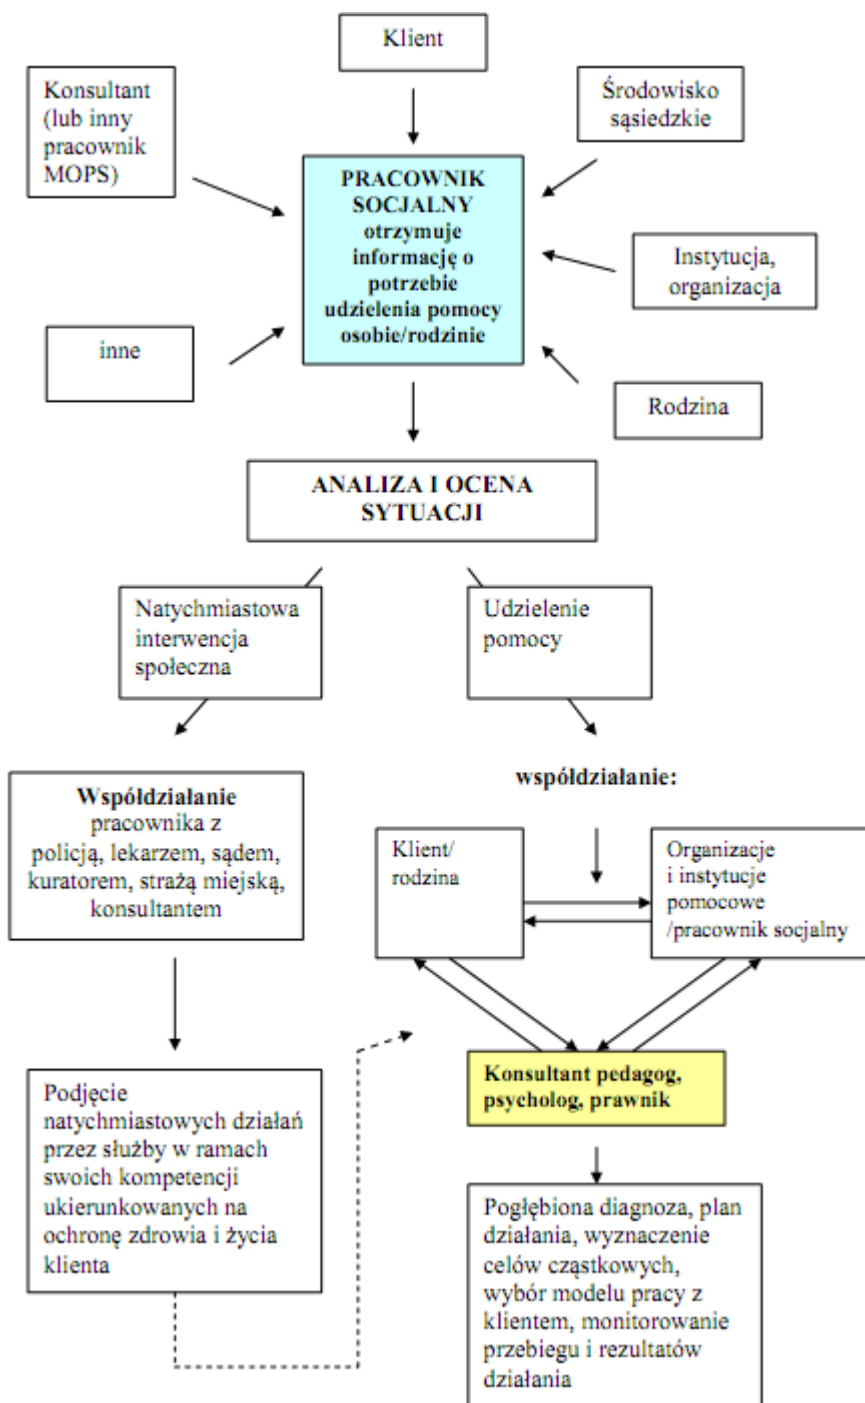 Klient
Konsultant
(lub inny
pracownik
MOPS)
Środowisko
sąsiedzkie
PRACOWNIK
SOCJALNY
otrzymuje
informację o
potrzebie
udzielenia pomocy
osobie/rodzinie
Instytucja,
organizacja
inne
Rodzina
ANALIZA I OCENA
SYTUACJI
Natychmiastowa
interwencja
społeczna
Udzielenie
pomocy
Współdziałanie
pracownika z
policją, lekarzem, sądem,
kuratorem, strażą miejską,
konsultantem
współdziałanie:
Klient/
rodzina
Organizacje
i instytucje
pomocowe
/pracownik socjalny
Konsultant pedagog,
psycholog, prawnik
Podjęcie
natychmiastowych działań
przez służby w ramach
swoich kompetencji
ukierunkowanych na
ochronę zdrowia i życia
klienta
Pogłębiona diagnoza, plan
działania, wyznaczenie
celów cząstkowych,
wybór modelu pracy z
klientem, monitorowanie
przebiegu i rezultatów
działania